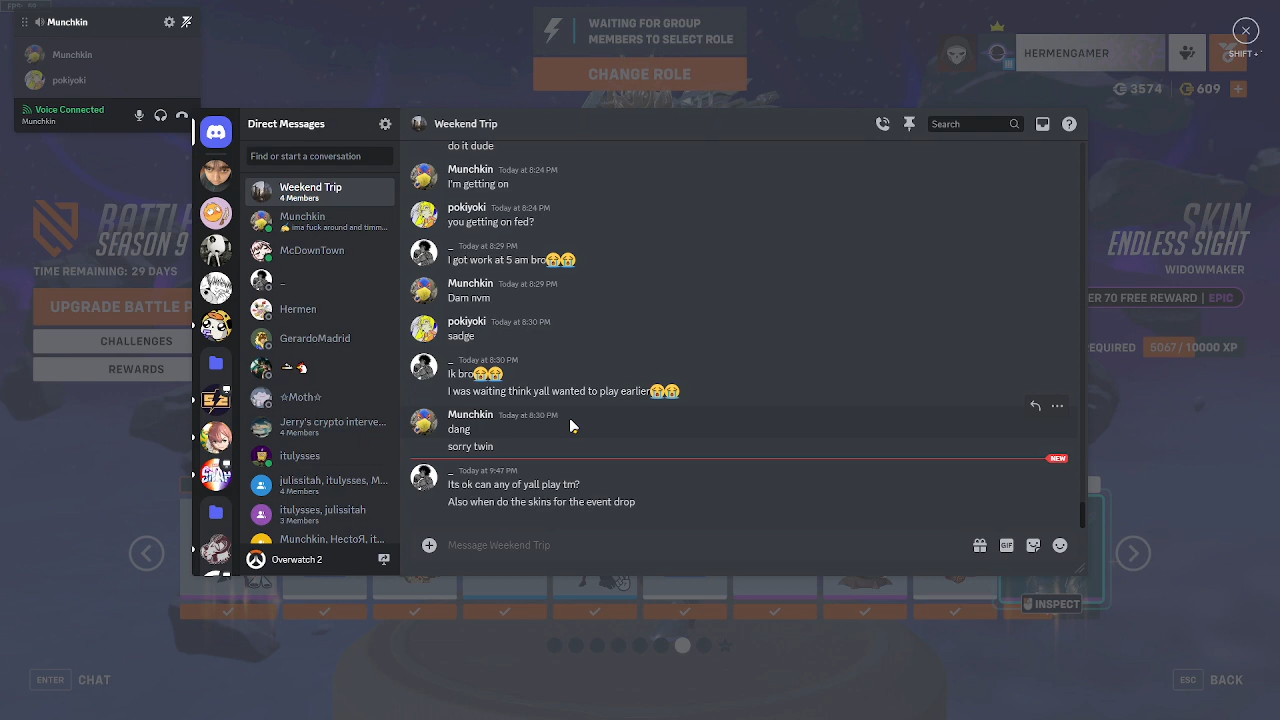 Munchkin
Munchkin
pokiyoki
Voice Connected
Munchkin
WAITING FOR GROUP
MEMBERS TO SELECT ROLE
CHANGE ROLE
HERMENGAMER
SHIFT+`
3574
609
BATTLE P
SEASON 9
TIME REMAINING: 29 DAYS
UPGRADE BATTLE P
CHALLENGES
REWARDS
Direct Messages
Find or start a conversation
Weekend Trip
4 Members
Munchkin
ima fuck around and timm...
McDownTown
_
Hermen
GerardoMadrid
☆Moth☆
Jerry's crypto interve...
4 Members
itulysses
julissitah, itulysses, M...
4 Members
itulysses, julissitah
3 Members
Munchkin, HectoЯ, it...
Overwatch 2
Weekend Trip
Search
do it dude
Munchkin Today at 8:24 PM
I'm getting on
pokiyoki Today at 8:24 PM
you getting on fed?
_ Today at 8:29 PM
I got work at 5 am bro😭😭
Munchkin Today at 8:29 PM
Dam nvm
pokiyoki Today at 8:30 PM
sadge
_ Today at 8:30 PM
Ik bro😭😭
I was waiting think yall wanted to play earlier😭😭
Munchkin Today at 8:30 PM
dang
sorry twin
NEW
_ Today at 9:47 PM
Its ok can any of yall play tm?
Also when do the skins for the event drop
Message Weekend Trip
GIF
SKIN
ENDLESS SIGHT
WIDOWMAKER
ER 70 FREE REWARD | EPIC
EQUIRED 5067/10000 XP
INSPECT
ENTER CHAT
ESC BACK